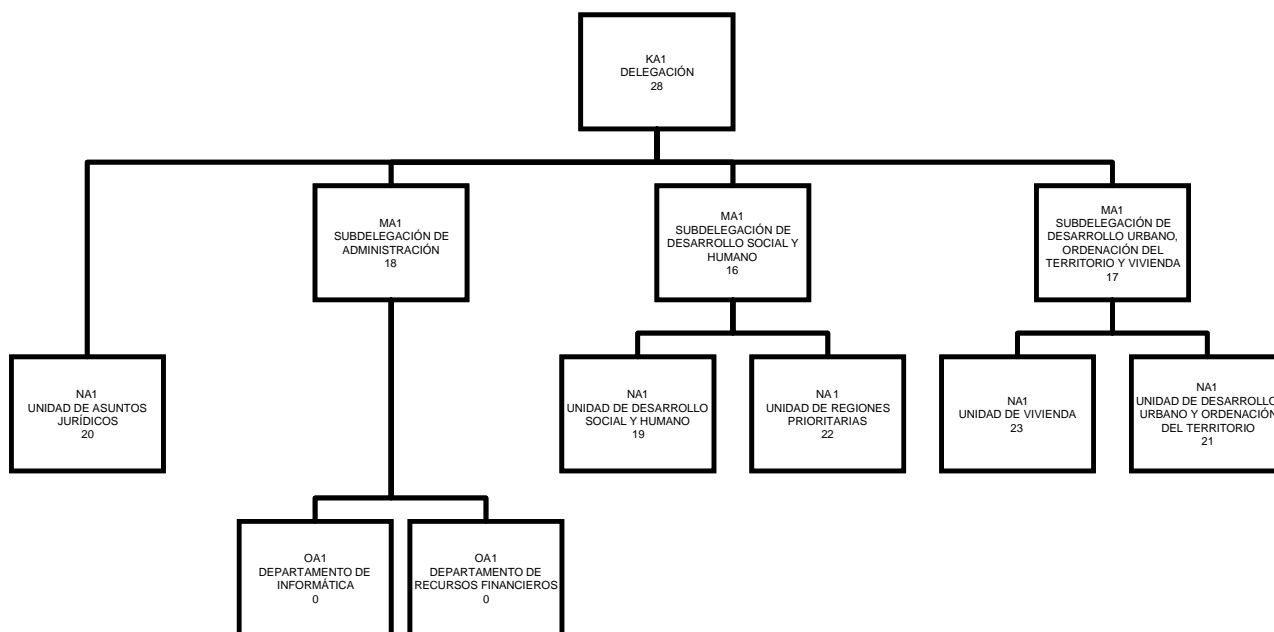 KA1
DELEGACIÓN
28
MA1
SUBDELEGACIÓN DE
ADMINISTRACIÓN
18
MA1
SUBDELEGACIÓN DE
DESARROLLO SOCIAL Y
HUMANO
16
MA1
SUBDELEGACIÓN DE
DESARROLLO URBANO,
ORDENACIÓN DEL
TERRITORIO Y VIVIENDA
17
NA1
UNIDAD DE ASUNTOS
JURÍDICOS
20
NA1
UNIDAD DE DESARROLLO
SOCIAL Y HUMANO
19
NA1
UNIDAD DE REGIONES
PRIORITARIAS
22
NA1
UNIDAD DE VIVIENDA
23
NA1
UNIDAD DE DESARROLLO
URBANO Y ORDENACIÓN
DEL TERRITORIO
21
OA1
DEPARTAMENTO DE
INFORMÁTICA
0
OA1
DEPARTAMENTO DE
RECURSOS FINANCIEROS
0